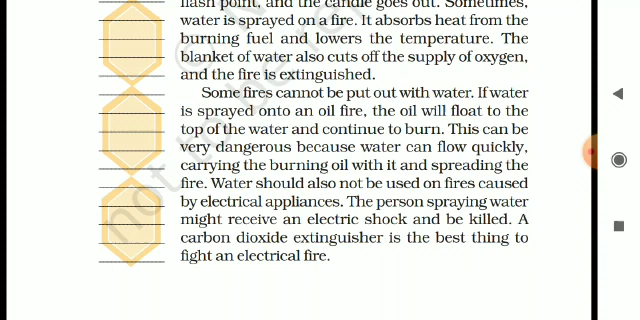 flash point, and the candle goes out. Sometimes,
water is sprayed on a fire. It absorbs heat from the
burning fuel and lowers the temperature. The
blanket of water also cuts off the supply of oxygen,
and the fire is extinguished.
Some fires cannot be put out with water. If water
is sprayed onto an oil fire, the oil will float to the
top of the water and continue to burn. This can be
very dangerous because water can flow quickly,
carrying the burning oil with it and spreading the
fire. Water should also not be used on fires caused
by electrical appliances. The person spraying water
might receive an electric shock and be killed. A
carbon dioxide extinguisher is the best thing to
fight an electrical fire.
not to be re